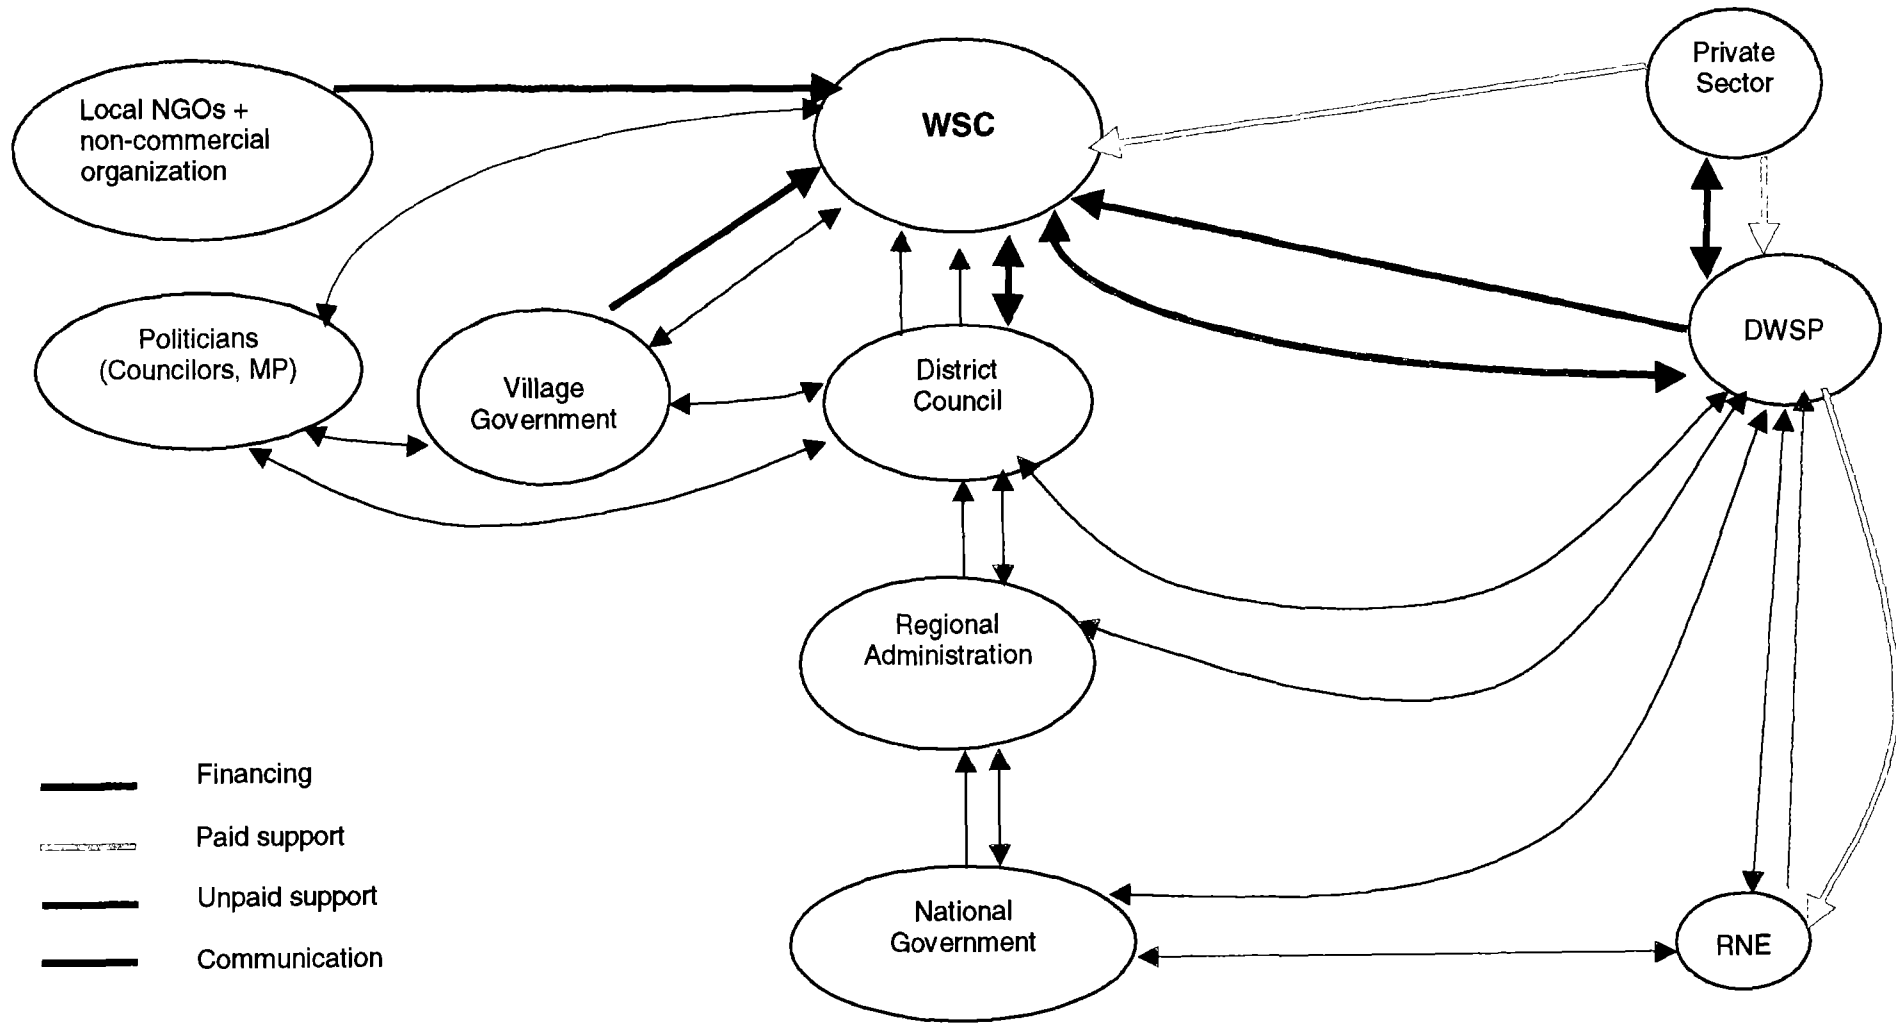 Private
Sector
Local NGOs +
non-commercial
organization
WSC
Politicians
(Councilors, MP)
Village
Government
District
Council
DWSP
Regional
Administration
National
Government
RNE
Financing
Paid support
Unpaid support
Communication